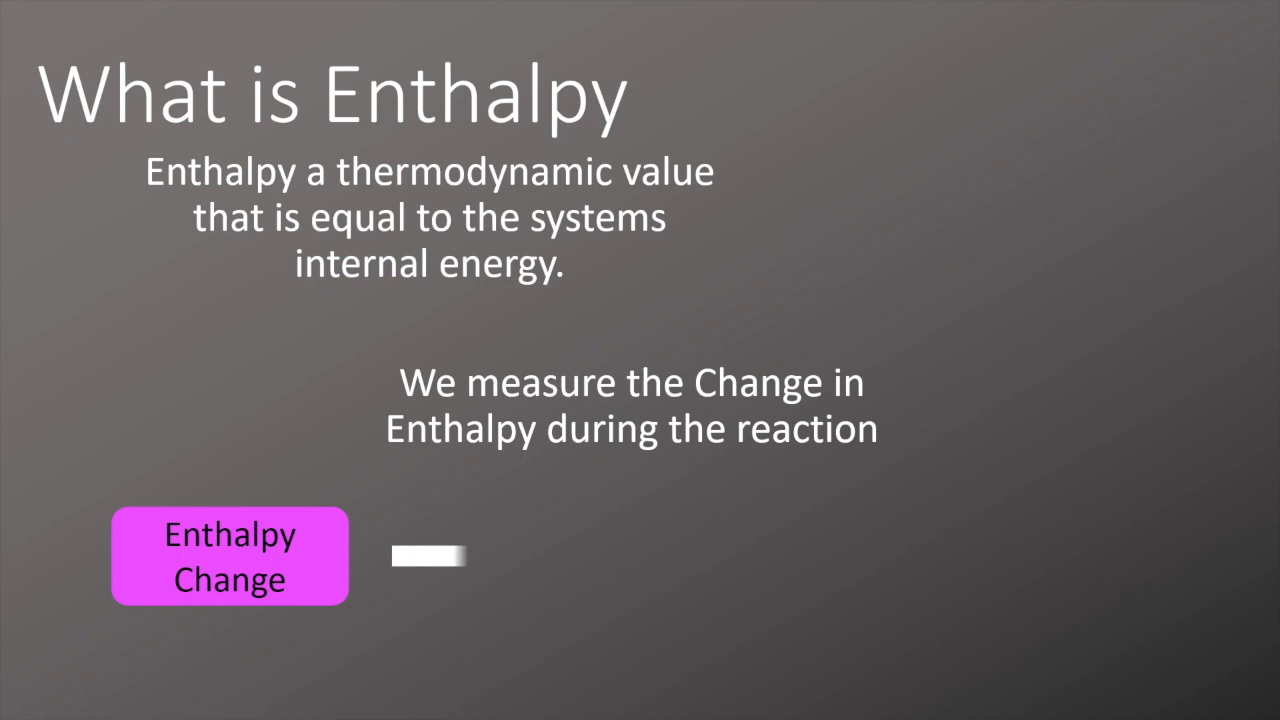 What is Enthalpy
Enthalpy a thermodynamic value
that is equal to the systems
internal energy.
We measure the Change in
Enthalpy during the reaction
Enthalpy
Change